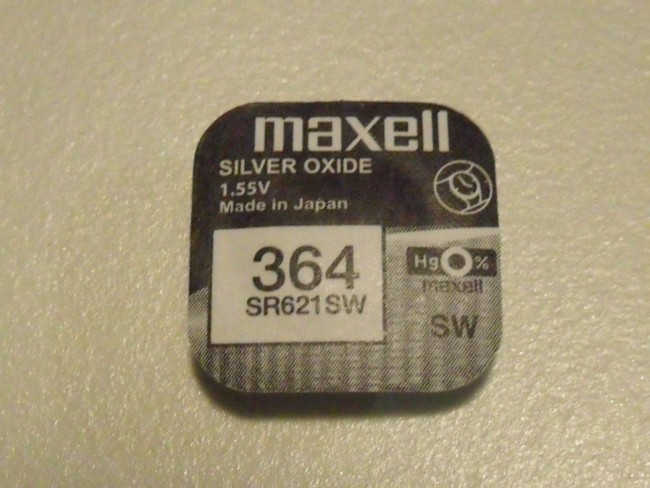 maxell
SILVER OXIDE
1.55V
Made in Japan
364
SR621SW
Hg 0 %
maxell
SW